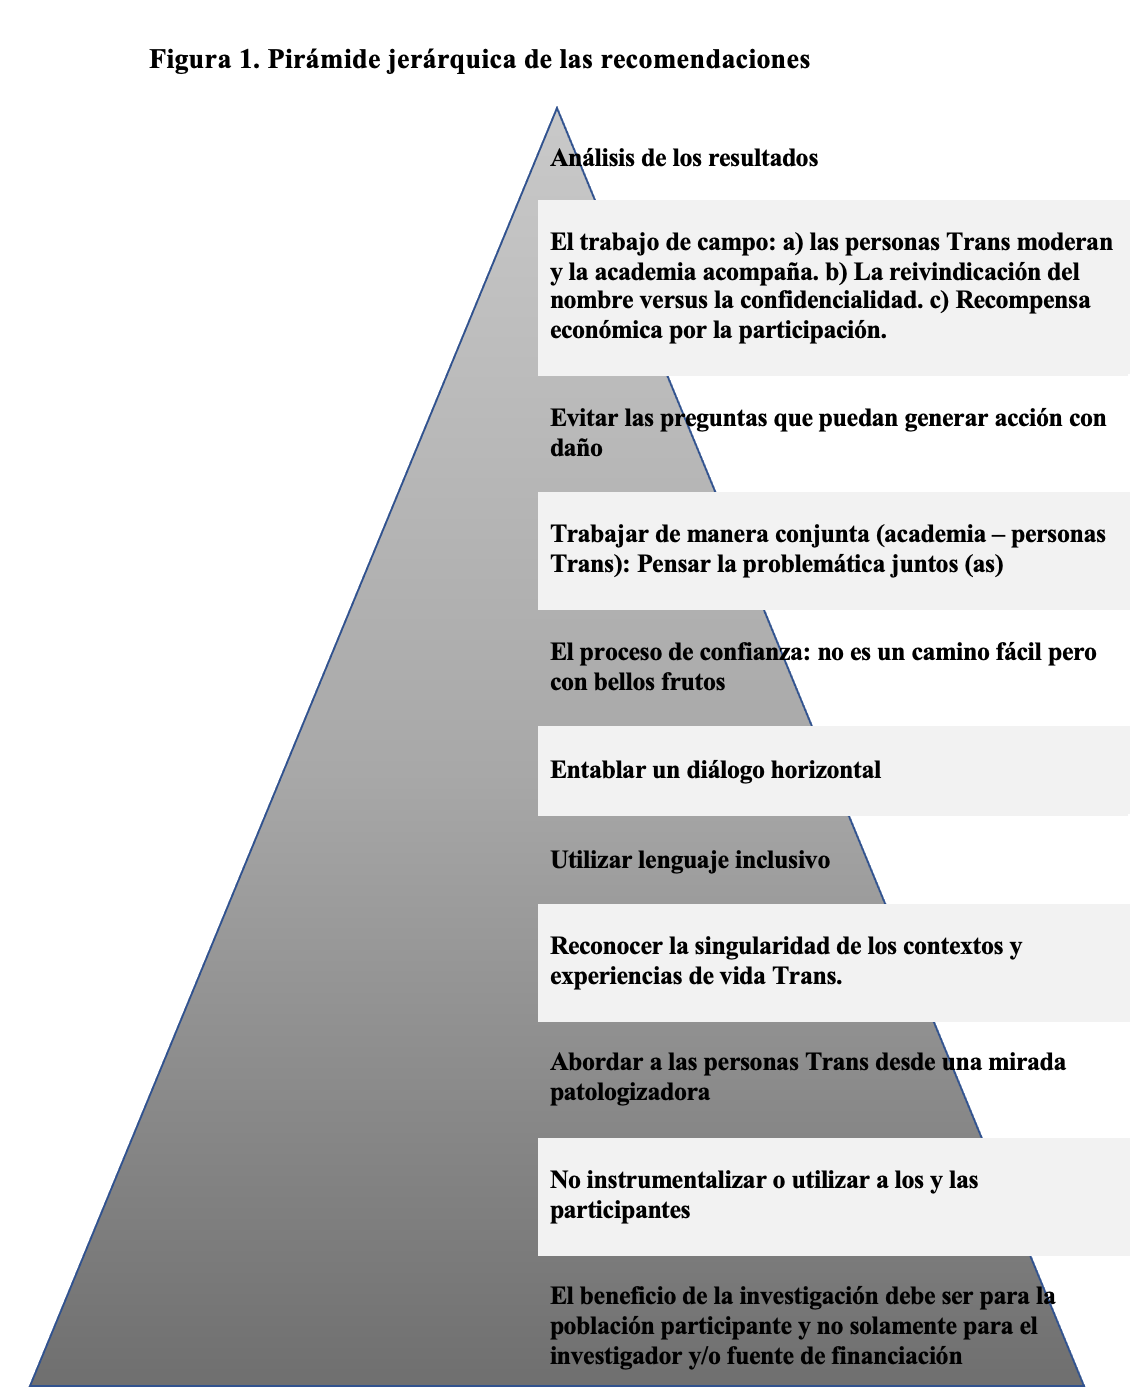 Figura 1. Pirámide jerárquica de las recomendaciones
Análisis de los resultados
El trabajo de campo: a) las personas Trans moderan
y la academia acompaña. b) La reivindicación del
nombre versus la confidencialidad. c) Recompensa
económica por la participación.
Evitar las preguntas que puedan generar acción con
daño
Trabajar de manera conjunta (academia – personas
Trans): Pensar la problemática juntos (as)
El proceso de confianza: no es un camino fácil pero
con bellos frutos
Entablar un diálogo horizontal
Utilizar lenguaje inclusivo
Reconocer la singularidad de los contextos y
experiencias de vida Trans.
Abordar a las personas Trans desde una mirada
patologizadora
No instrumentalizar o utilizar a los y las
participantes
El beneficio de la investigación debe ser para la
población participante y no solamente para el
investigador y/o fuente de financiación